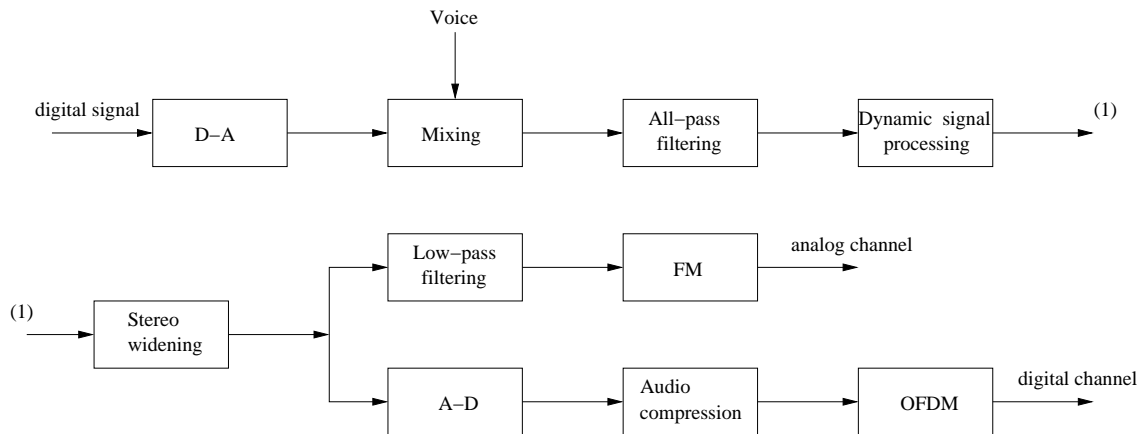 Voice
digital signal
D−A
Mixing
All−pass
filtering
Dynamic signal
processing
(1)
(1)
Stereo
widening
Low−pass
filtering
FM
analog channel
A−D
Audio
compression
OFDM
digital channel